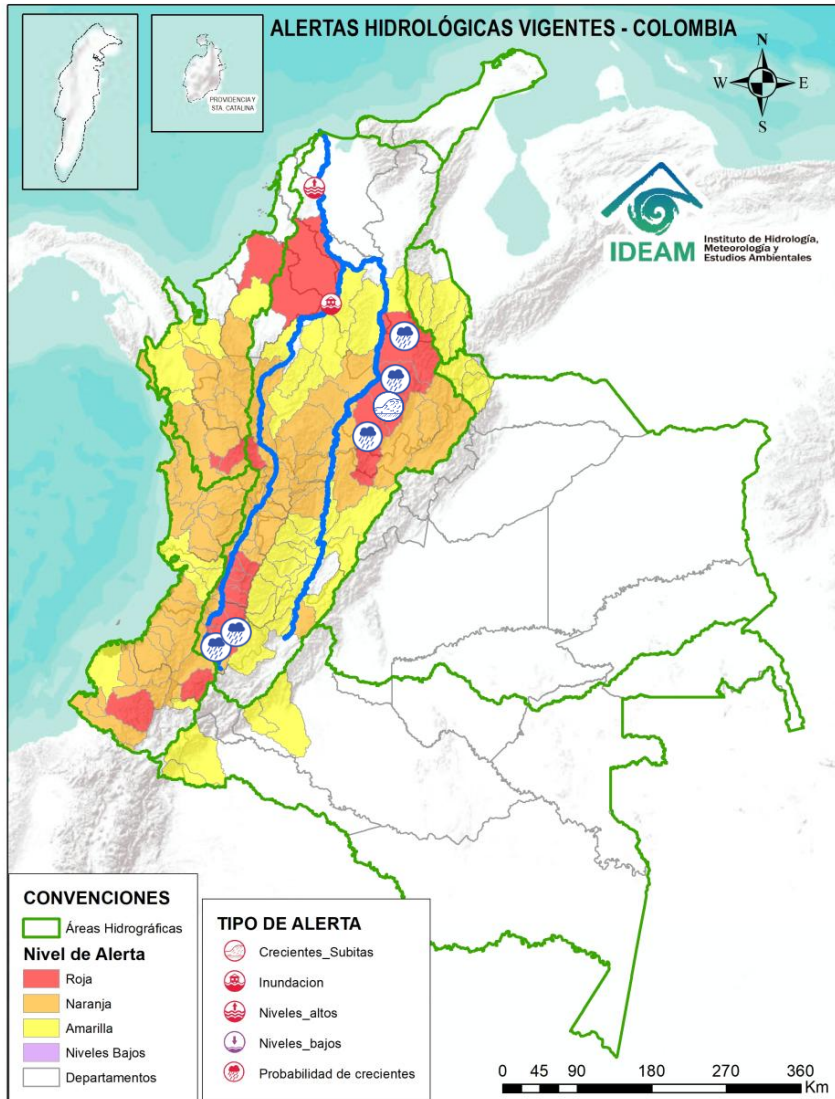 ALERTAS HIDROLÓGICAS VIGENTES - COLOMBIA
PROVIDENCIA Y
STA. CATALINA
N
W
E
S
IDEAM
Instituto de Hidrología,
Meteorología y
Estudios Ambientales
CONVENCIONES
Áreas Hidrográficas
Nivel de Alerta
Roja
Naranja
Amarilla
Niveles Bajos
Departamentos
TIPO DE ALERTA
Crecientes_Subitas
Inundacion
Niveles_altos
Niveles_bajos
Probabilidad de crecientes
0 45 90 180 270 360
Km